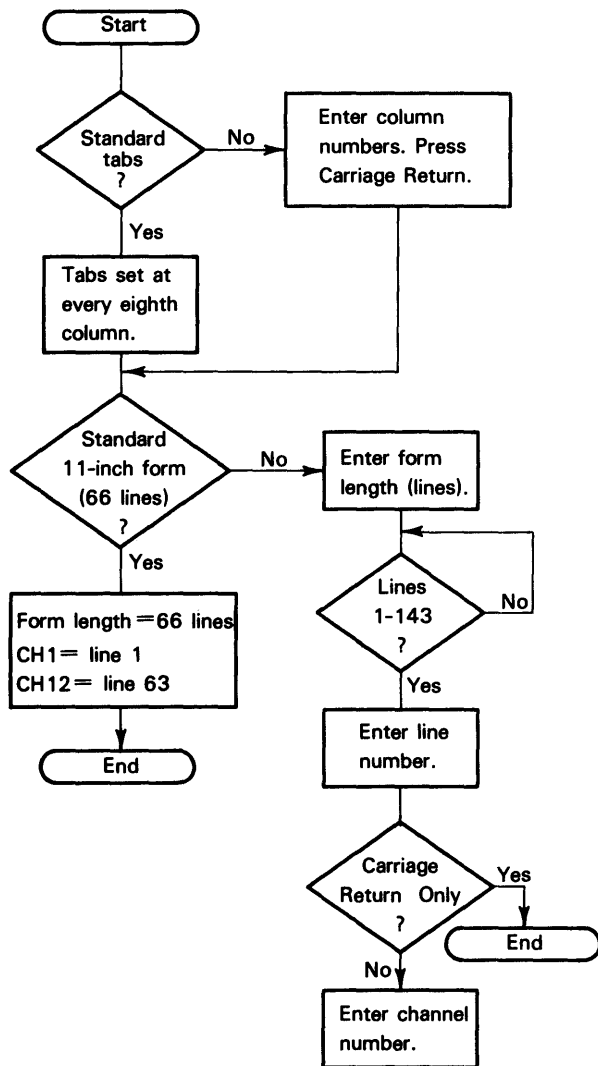 Start
Standard
tabs
?
No
Enter column
numbers. Press
Carriage Return.
Yes
Tabs set at
every eighth
column.
Standard
11-inch form
(66 lines)
?
No
Enter form
length (lines).
Yes
Form length = 66 lines
CH1 = line 1
CH12 = line 63
End
Lines
1-143
?
No
Yes
Enter line
number.
Carriage
Return Only
?
Yes
End
No
Enter channel
number.